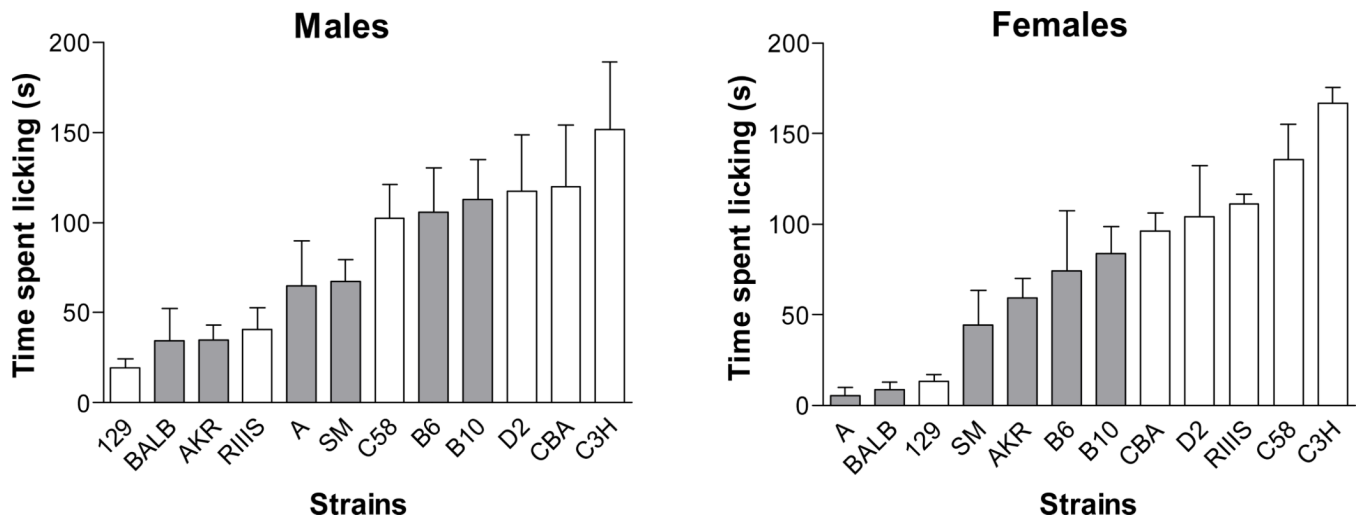 Males
Time spent licking (s)
200
150
100
50
0
129 BALB AKR RIIIS A SM C58 B6 B10 D2 CBA C3H
Strains
Females
Time spent licking (s)
200
150
100
50
0
A BALB 129 SM AKR B6 B10 CBA D2 RIIIS C58 C3H
Strains